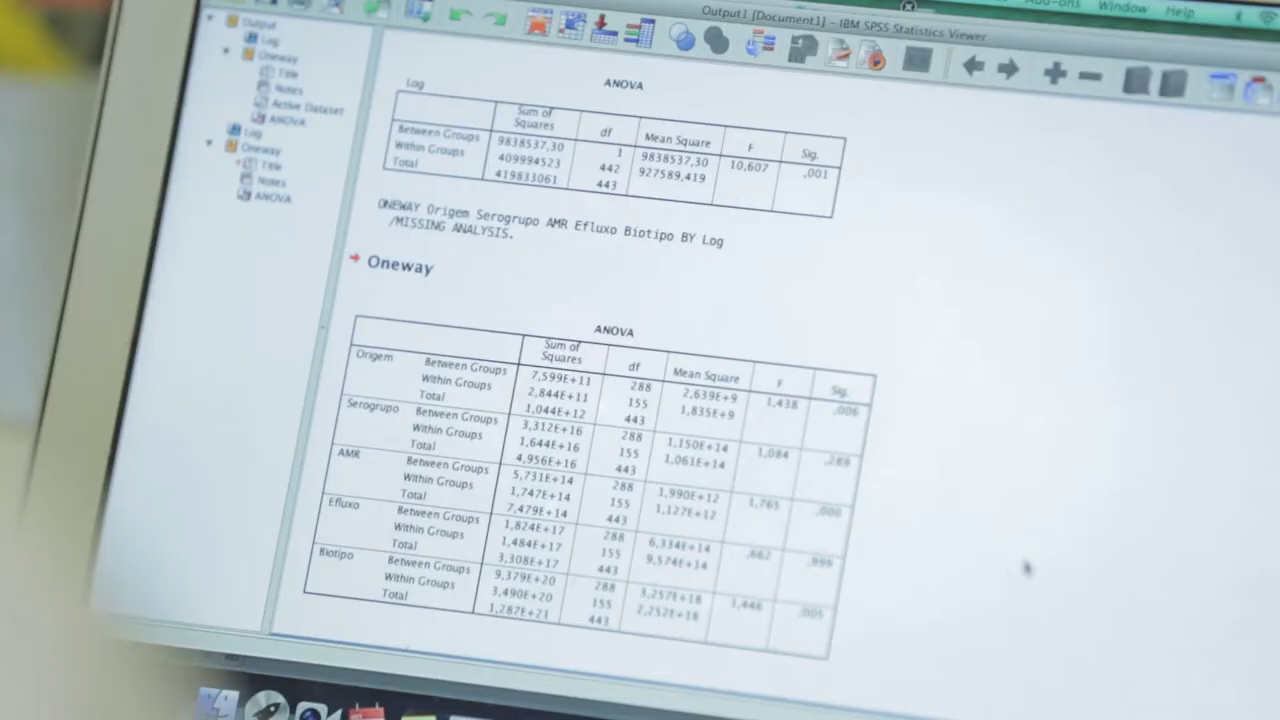 Add-ons Window Help
Output1 [Document1] - IBM SPSS Statistics Viewer
Output
Log
Oneway
Title
Notes
Active Dataset
ANOVA
Log
Oneway
Title
Notes
ANOVA
ANOVA
Log
Sum of Squares df Mean Square F Sig.
Between Groups 9838537,30 1 9838537,30 10,607 ,001
Within Groups 409994523 442 927589,419
Total 419833061 443
ONEWAY Origem Serogrupo AMR Efluxo Biotipo BY Log
/MISSING ANALYSIS.
Oneway
ANOVA
Sum of Squares df Mean Square F Sig.
Origem Between Groups 7,599E+11 288 2,639E+9 1,438 ,006
Within Groups 2,844E+11 155 1,835E+9
Total 1,044E+12 443
Serogrupo Between Groups 3,312E+16 288 1,150E+14 1,084 ,289
Within Groups 1,644E+16 155 1,061E+14
Total 4,956E+16 443
AMR Between Groups 5,731E+14 288 1,990E+12 1,765 ,000
Within Groups 1,747E+14 155 1,127E+12
Total 7,479E+14 443
Efluxo Between Groups 1,824E+17 288 6,334E+14 ,662
Within Groups 1,484E+17 155 9,574E+14
Total 3,308E+17 443
Biotipo Between Groups 9,379E+20 288 3,257E+18 1,446 ,005
Within Groups 3,490E+20 155 2,252E+18
Total 1,287E+21 443